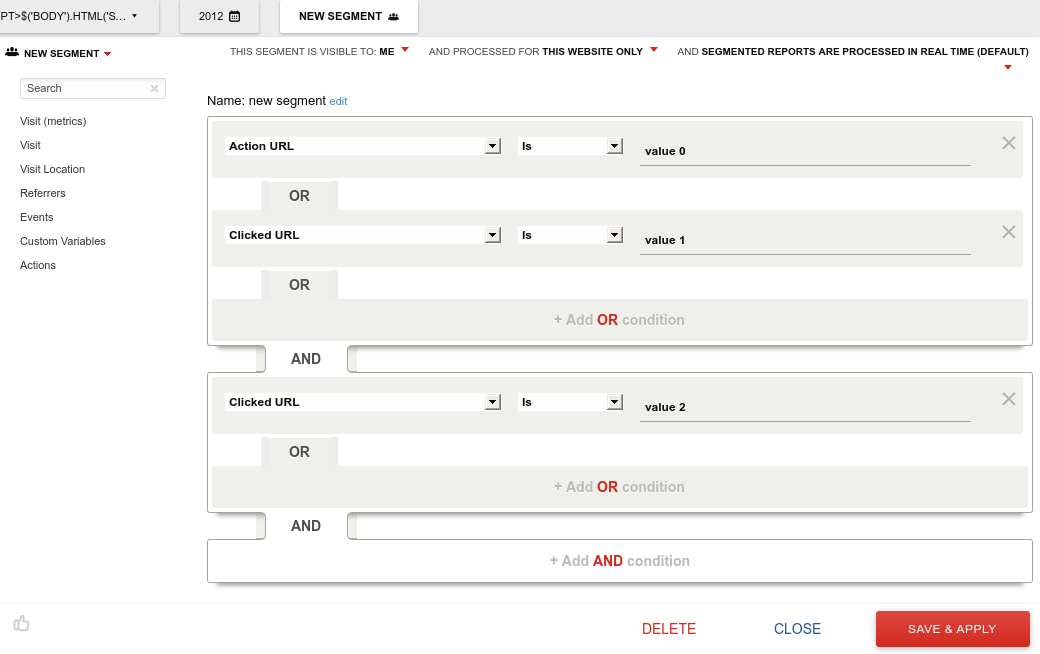 PT>$('BODY').HTML('S...
2012
NEW SEGMENT
NEW SEGMENT
THIS SEGMENT IS VISIBLE TO: ME
AND PROCESSED FOR THIS WEBSITE ONLY
AND SEGMENTED REPORTS ARE PROCESSED IN REAL TIME (DEFAULT)
Search
Visit (metrics)
Visit
Visit Location
Referrers
Events
Custom Variables
Actions
Name: new segment edit
Action URL Is value 0
OR
Clicked URL Is value 1
OR
+ Add OR condition
AND
Clicked URL Is value 2
OR
+ Add OR condition
AND
+ Add AND condition
DELETE CLOSE SAVE & APPLY